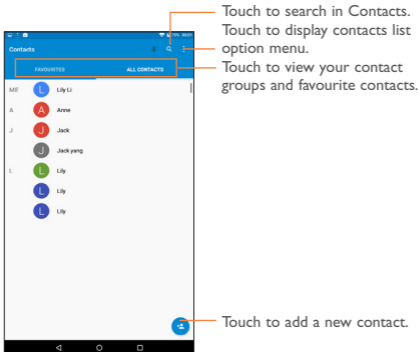 Touch to search in Contacts.
Touch to display contacts list
option menu.
Touch to view your contact
groups and favourite contacts.
Contacts
FAVOURITES ALL CONTACTS
ME L Lily Li
A A Anne
J J Jack
J Jack yang
L L Lily
L Lily
L Lily
Touch to add a new contact.